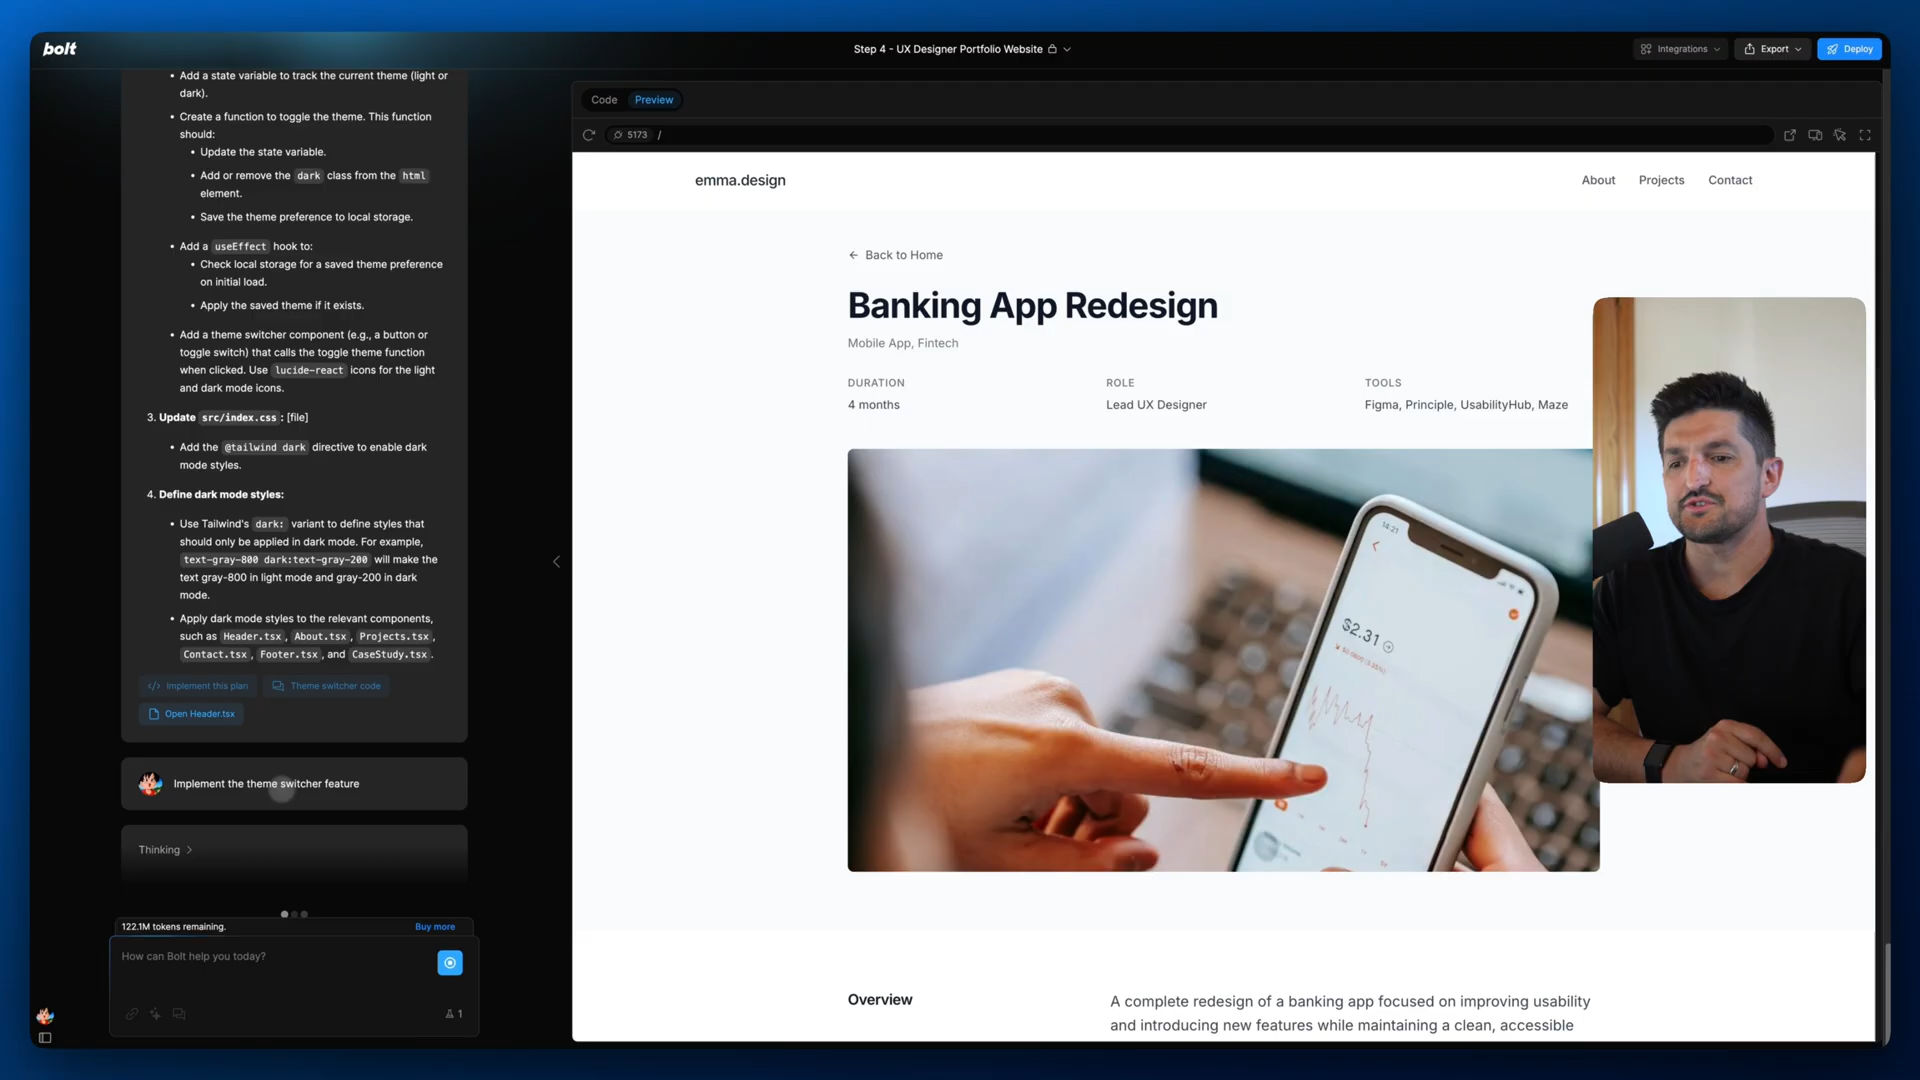 bolt
Step 4 - UX Designer Portfolio Website
Integrations
Export
Deploy
• Add a state variable to track the current theme (light or
dark).
• Create a function to toggle the theme. This function
should:
• Update the state variable.
• Add or remove the dark class from the html
element.
• Save the theme preference to local storage.
• Add a useEffect hook to:
• Check local storage for a saved theme preference
on initial load.
• Apply the saved theme if it exists.
• Add a theme switcher component (e.g., a button or
toggle switch) that calls the toggle theme function
when clicked. Use lucide-react icons for the light
and dark mode icons.
3. Update src/index.css : [file]
• Add the @tailwind dark directive to enable dark
mode styles.
4. Define dark mode styles:
• Use Tailwind's dark: variant to define styles that
should only be applied in dark mode. For example,
text-gray-800 dark:text-gray-200 will make the
text gray-800 in light mode and gray-200 in dark
mode.
• Apply dark mode styles to the relevant components,
such as Header.tsx , About.tsx , Projects.tsx ,
Contact.tsx , Footer.tsx , and CaseStudy.tsx .
Implement this plan
Theme switcher code
Open Header.tsx
Implement the theme switcher feature
Thinking
122.1M tokens remaining.
Buy more
How can Bolt help you today?
1
Code
Preview
5173
/
emma.design
About
Projects
Contact
← Back to Home
Banking App Redesign
Mobile App, Fintech
DURATION
4 months
ROLE
Lead UX Designer
TOOLS
Figma, Principle, UsabilityHub, Maze
14:21
$2.31
Overview
A complete redesign of a banking app focused on improving usability
and introducing new features while maintaining a clean, accessible